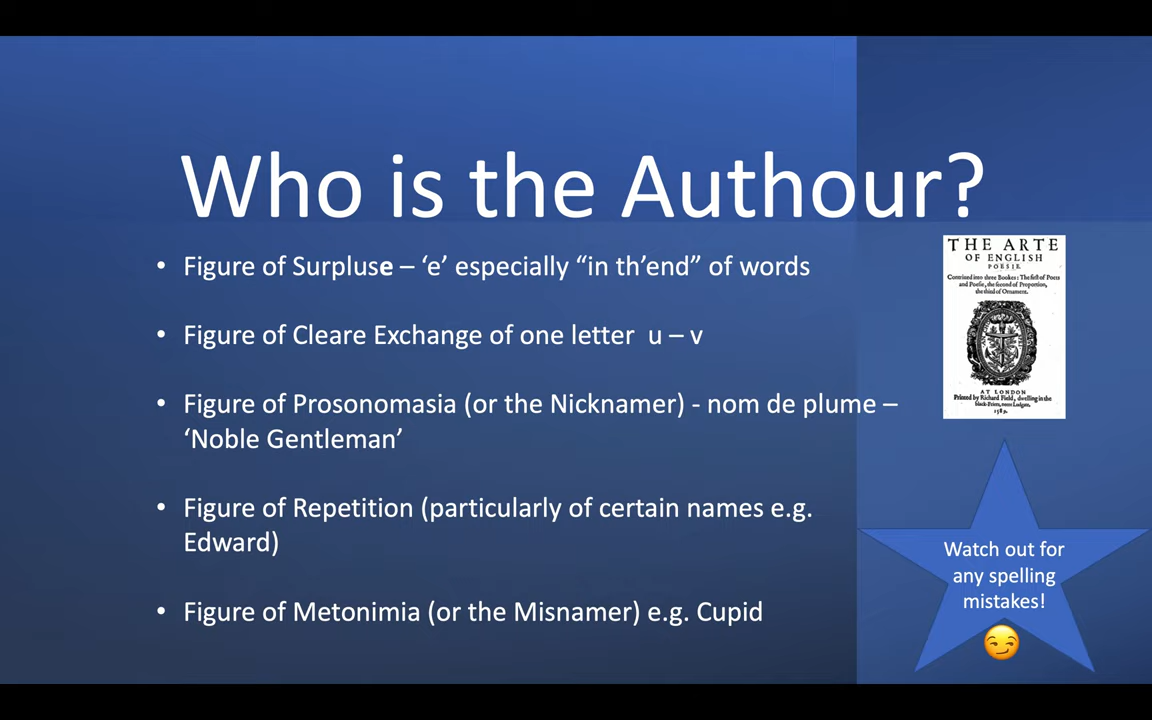 Who is the Authour?
• Figure of Surpluse – ‘e’ especially “in th’end” of words
• Figure of Cleare Exchange of one letter u – v
• Figure of Prosonomasia (or the Nicknamer) - nom de plume –
‘Noble Gentleman’
• Figure of Repetition (particularly of certain names e.g.
Edward)
• Figure of Metonimia (or the Misnamer) e.g. Cupid
THE ARTE
OF ENGLISH
POESIE.
Contriued into three Bookes: The first of Poets
and Poesie, the second of Proportion,
the third of Ornament.
AT LONDON
Printed by Richard Field, dwelling in the
black-Friers, neere Ludgate.
1589.
Watch out for
any spelling
mistakes!